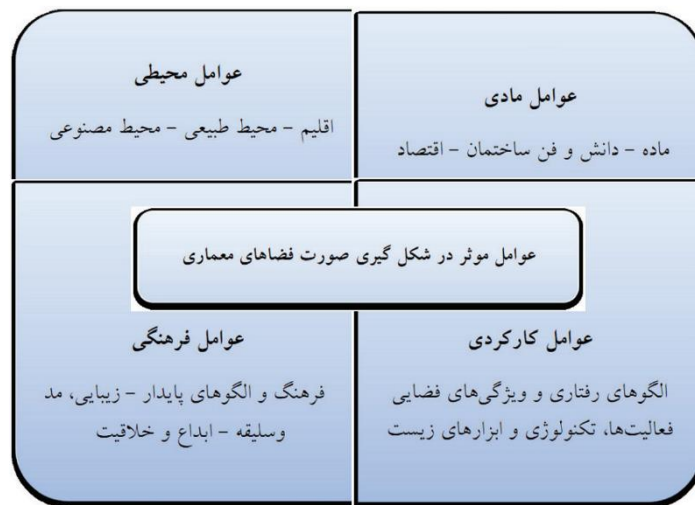 عوامل مادی
ماده – دانش و فن ساختمان – اقتصاد
عوامل محیطی
اقلیم – محیط طبیعی – محیط مصنوعی
عوامل موثر در شکل گیری صورت فضاهای معماری
عوامل کارکردی
الگوهای رفتاری و ویژگی‌های فضایی
فعالیت‌ها، تکنولوژی و ابزارهای زیست
عوامل فرهنگی
فرهنگ و الگوهای پایدار – زیبایی، مد
وسلیقه – ابداع و خلاقیت